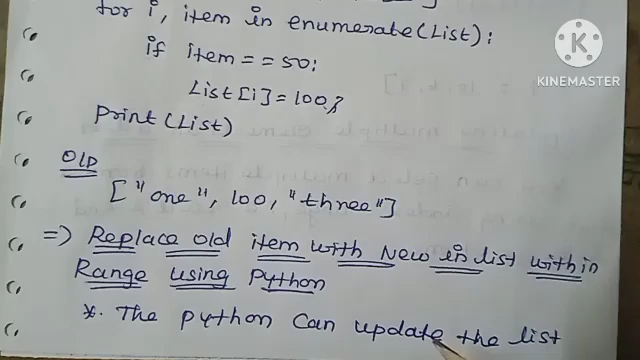 for i, item in enumerate(List):
if item == 50:
List[i]=100
print(List)
OLP
["one", 100, "three"]
=> Replace old item with New in list within
Range using Python
*. The python can update the list
K
KINEMASTER